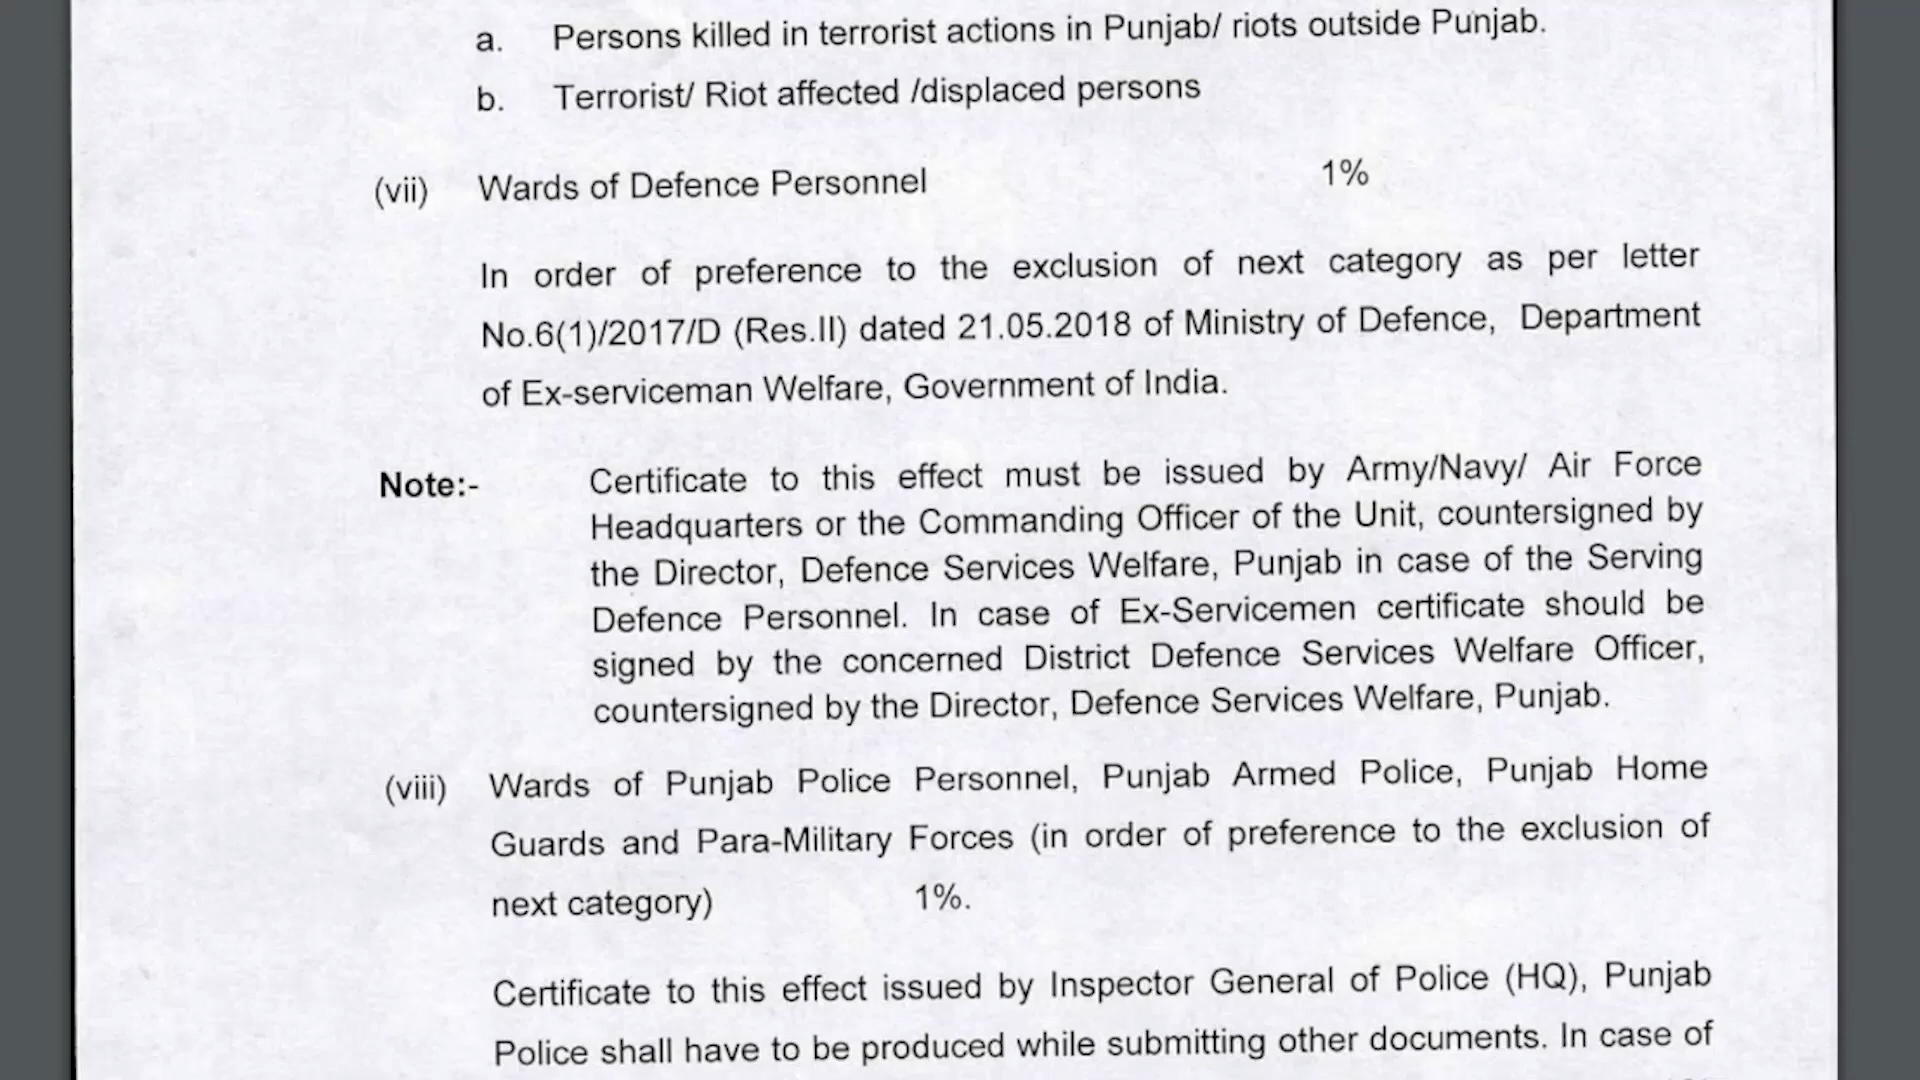 a. Persons killed in terrorist actions in Punjab/ riots outside Punjab.
b. Terrorist/ Riot affected /displaced persons
(vii) Wards of Defence Personnel 1%
In order of preference to the exclusion of next category as per letter
No.6(1)/2017/D (Res.II) dated 21.05.2018 of Ministry of Defence, Department
of Ex-serviceman Welfare, Government of India.
Note:- Certificate to this effect must be issued by Army/Navy/ Air Force
Headquarters or the Commanding Officer of the Unit, countersigned by
the Director, Defence Services Welfare, Punjab in case of the Serving
Defence Personnel. In case of Ex-Servicemen certificate should be
signed by the concerned District Defence Services Welfare Officer,
countersigned by the Director, Defence Services Welfare, Punjab.
(viii) Wards of Punjab Police Personnel, Punjab Armed Police, Punjab Home
Guards and Para-Military Forces (in order of preference to the exclusion of
next category) 1%.
Certificate to this effect issued by Inspector General of Police (HQ), Punjab
Police shall have to be produced while submitting other documents. In case of